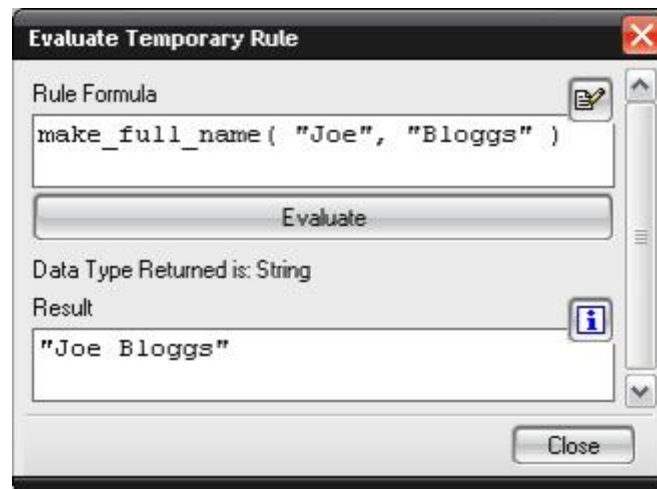 Evaluate Temporary Rule
Rule Formula
make_full_name( "Joe", "Bloggs" )
Evaluate
Data Type Returned is: String
Result
"Joe Bloggs"
Close